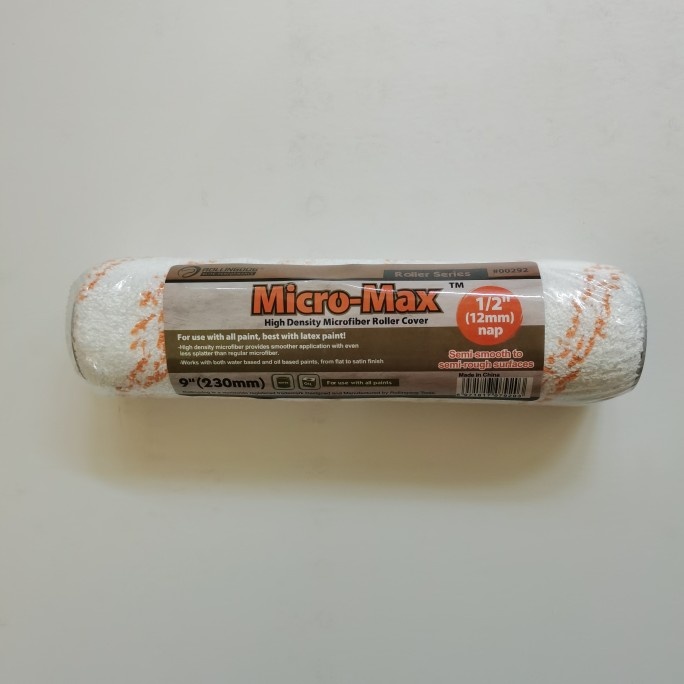 ROLLINGDOG
Roller Series #00292
Micro-Max™
High Density Microfiber Roller Cover
1/2"
(12mm)
nap
For use with all paint, best with latex paint!
-High density microfiber provides smoother application with even
less splatter than regular microfiber.
-Works with both water based and oil based paints, from flat to satin finish
Semi-smooth to
semi-rough surfaces
Made in China
9" (230mm) For use with all paints